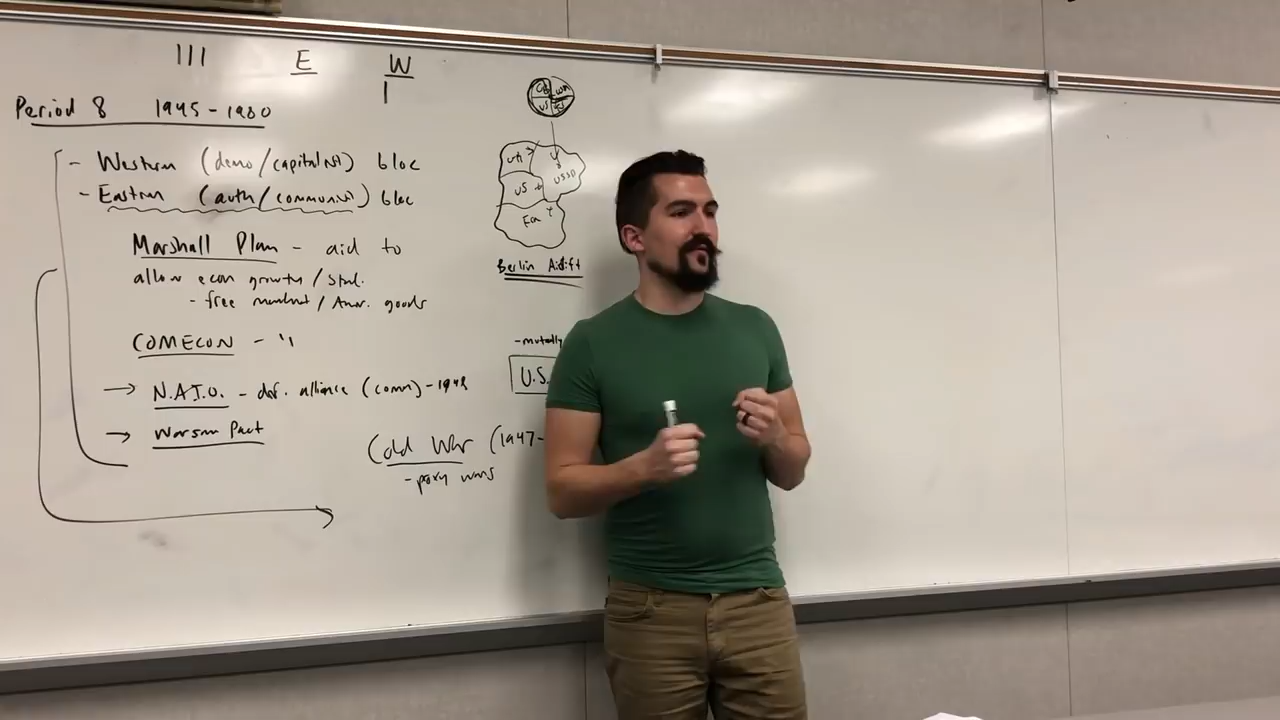 III E W
I
Period 8 1945-1980
- Western (demo/capitalist) bloc
- Eastern (auth/communist) bloc
Marshall Plan - aid to
allow econ growth / Stab.
- free market / Amer. goods
COMECON - "
→ N.A.T.O. - def. alliance (comm) - 1948
→ Warsaw Pact
Cold War (1947-
- proxy wars
US
UK USSR
US
Fra
Berlin Airlift
- mutually
U.S.